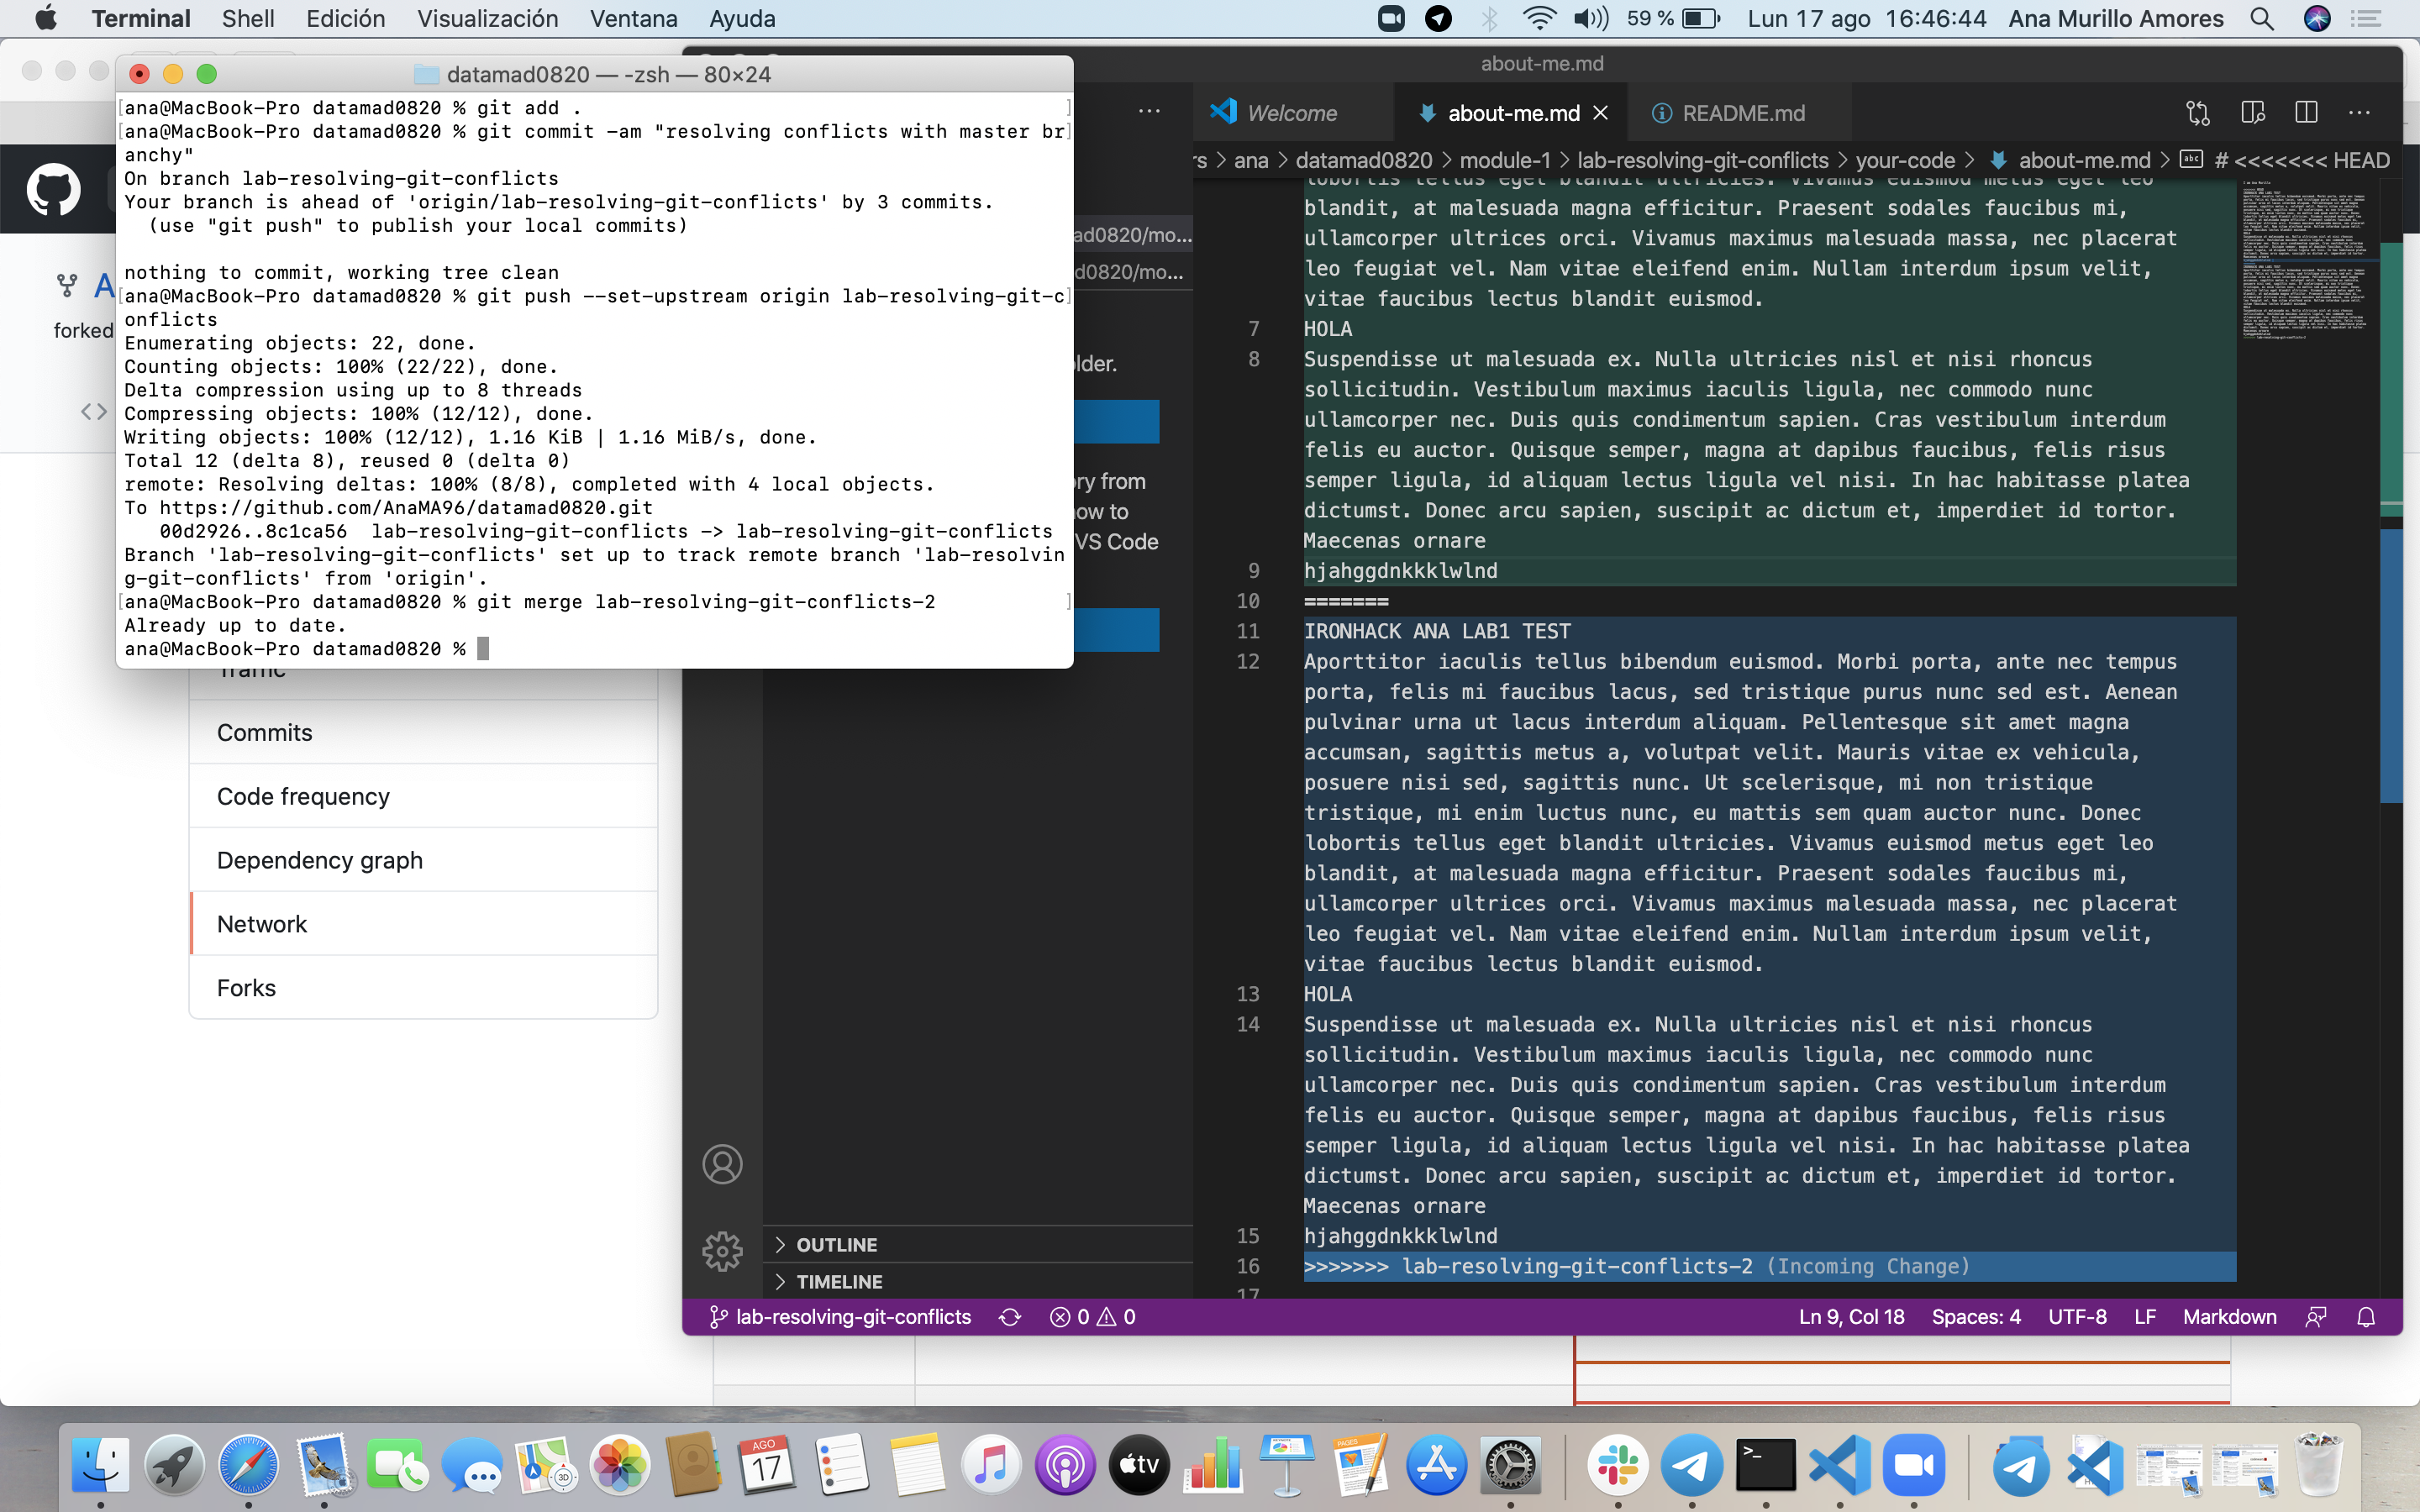 Terminal Shell Edición Visualización Ventana Ayuda 59 % Lun 17 ago 16:46:44 Ana Murillo Amores
datamad0820 — -zsh — 80×24
ana@MacBook-Pro datamad0820 % git add .
ana@MacBook-Pro datamad0820 % git commit -am "resolving conflicts with master br
anchy"
On branch lab-resolving-git-conflicts
Your branch is ahead of 'origin/lab-resolving-git-conflicts' by 3 commits.
(use "git push" to publish your local commits)
nothing to commit, working tree clean
ana@MacBook-Pro datamad0820 % git push --set-upstream origin lab-resolving-git-c
onflicts
Enumerating objects: 22, done.
Counting objects: 100% (22/22), done.
Delta compression using up to 8 threads
Compressing objects: 100% (12/12), done.
Writing objects: 100% (12/12), 1.16 KiB | 1.16 MiB/s, done.
Total 12 (delta 8), reused 0 (delta 0)
remote: Resolving deltas: 100% (8/8), completed with 4 local objects.
To https://github.com/AnaMA96/datamad0820.git
00d2926..8c1ca56 lab-resolving-git-conflicts -> lab-resolving-git-conflicts
Branch 'lab-resolving-git-conflicts' set up to track remote branch 'lab-resolvin
g-git-conflicts' from 'origin'.
ana@MacBook-Pro datamad0820 % git merge lab-resolving-git-conflicts-2
Already up to date.
ana@MacBook-Pro datamad0820 %
A
forked
Traffic
Commits
Code frequency
Dependency graph
Network
Forks
about-me.md
Welcome about-me.md README.md
rs > ana > datamad0820 > module-1 > lab-resolving-git-conflicts > your-code > about-me.md > # <<<<<<< HEAD
ad0820/mo...
d0820/mo...
older.
ory from
how to
VS Code
OUTLINE
TIMELINE
lobortis tellus eget blandit ultricies. Vivamus euismod metus eget leo
blandit, at malesuada magna efficitur. Praesent sodales faucibus mi,
ullamcorper ultrices orci. Vivamus maximus malesuada massa, nec placerat
leo feugiat vel. Nam vitae eleifend enim. Nullam interdum ipsum velit,
vitae faucibus lectus blandit euismod.
7 HOLA
8 Suspendisse ut malesuada ex. Nulla ultricies nisl et nisi rhoncus
sollicitudin. Vestibulum maximus iaculis ligula, nec commodo nunc
ullamcorper nec. Duis quis condimentum sapien. Cras vestibulum interdum
felis eu auctor. Quisque semper, magna at dapibus faucibus, felis risus
semper ligula, id aliquam lectus ligula vel nisi. In hac habitasse platea
dictumst. Donec arcu sapien, suscipit ac dictum et, imperdiet id tortor.
Maecenas ornare
9 hjahggdnkkklwlnd
10 =======
11 IRONHACK ANA LAB1 TEST
12 Aporttitor iaculis tellus bibendum euismod. Morbi porta, ante nec tempus
porta, felis mi faucibus lacus, sed tristique purus nunc sed est. Aenean
pulvinar urna ut lacus interdum aliquam. Pellentesque sit amet magna
accumsan, sagittis metus a, volutpat velit. Mauris vitae ex vehicula,
posuere nisi sed, sagittis nunc. Ut scelerisque, mi non tristique
tristique, mi enim luctus nunc, eu mattis sem quam auctor nunc. Donec
lobortis tellus eget blandit ultricies. Vivamus euismod metus eget leo
blandit, at malesuada magna efficitur. Praesent sodales faucibus mi,
ullamcorper ultrices orci. Vivamus maximus malesuada massa, nec placerat
leo feugiat vel. Nam vitae eleifend enim. Nullam interdum ipsum velit,
vitae faucibus lectus blandit euismod.
13 HOLA
14 Suspendisse ut malesuada ex. Nulla ultricies nisl et nisi rhoncus
sollicitudin. Vestibulum maximus iaculis ligula, nec commodo nunc
ullamcorper nec. Duis quis condimentum sapien. Cras vestibulum interdum
felis eu auctor. Quisque semper, magna at dapibus faucibus, felis risus
semper ligula, id aliquam lectus ligula vel nisi. In hac habitasse platea
dictumst. Donec arcu sapien, suscipit ac dictum et, imperdiet id tortor.
Maecenas ornare
15 hjahggdnkkklwlnd
16 >>>>>>> lab-resolving-git-conflicts-2 (Incoming Change)
17
lab-resolving-git-conflicts 0 0 Ln 9, Col 18 Spaces: 4 UTF-8 LF Markdown
AGO
17
3D
PAGES
tv